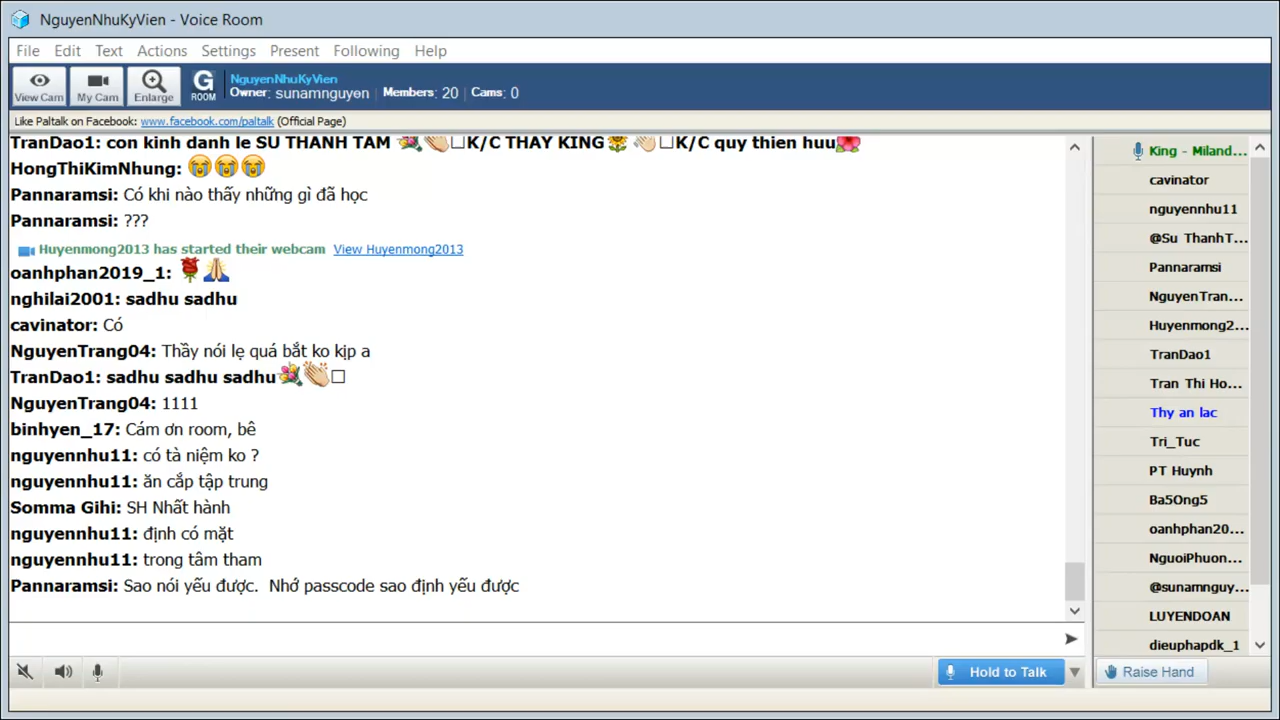 NguyenNhuKyVien - Voice Room
File Edit Text Actions Settings Present Following Help
View Cam
My Cam
Enlarge
G
ROOM
NguyenNhuKyVien
Owner: sunamnguyen | Members: 20 | Cams: 0
Like Paltalk on Facebook: www.facebook.com/paltalk (Official Page)
TranDao1: con kinh danh le SU THANH TAM 💐👏□K/C THAY KING🌻👏□K/C quy thien huu🌺
HongThiKimNhung: 😭😭😭
Pannaramsi: Có khi nào thấy những gì đã học
Pannaramsi: ???
Huyenmong2013 has started their webcam View Huyenmong2013
oanhphan2019_1: 🌹🙏
nghilai2001: sadhu sadhu
cavinator: Có
NguyenTrang04: Thầy nói lẹ quá bắt ko kịp a
TranDao1: sadhu sadhu sadhu💐👏□
NguyenTrang04: 1111
binhyen_17: Cám ơn room, bê
nguyennhu11: có tà niệm ko ?
nguyennhu11: ăn cắp tập trung
Somma Gihi: SH Nhất hành
nguyennhu11: định có mặt
nguyennhu11: trong tâm tham
Pannaramsi: Sao nói yếu được. Nhớ passcode sao định yếu được
King - Miland...
cavinator
nguyennhu11
@Su ThanhT...
Pannaramsi
NguyenTran...
Huyenmong2...
TranDao1
Tran Thi Ho...
Thy an lac
Tri_Tuc
PT Huynh
Ba5Ong5
oanhphan20...
NguoiPhuon...
@sunamnguy...
LUYENDOAN
dieuphapdk_1
Hold to Talk
Raise Hand